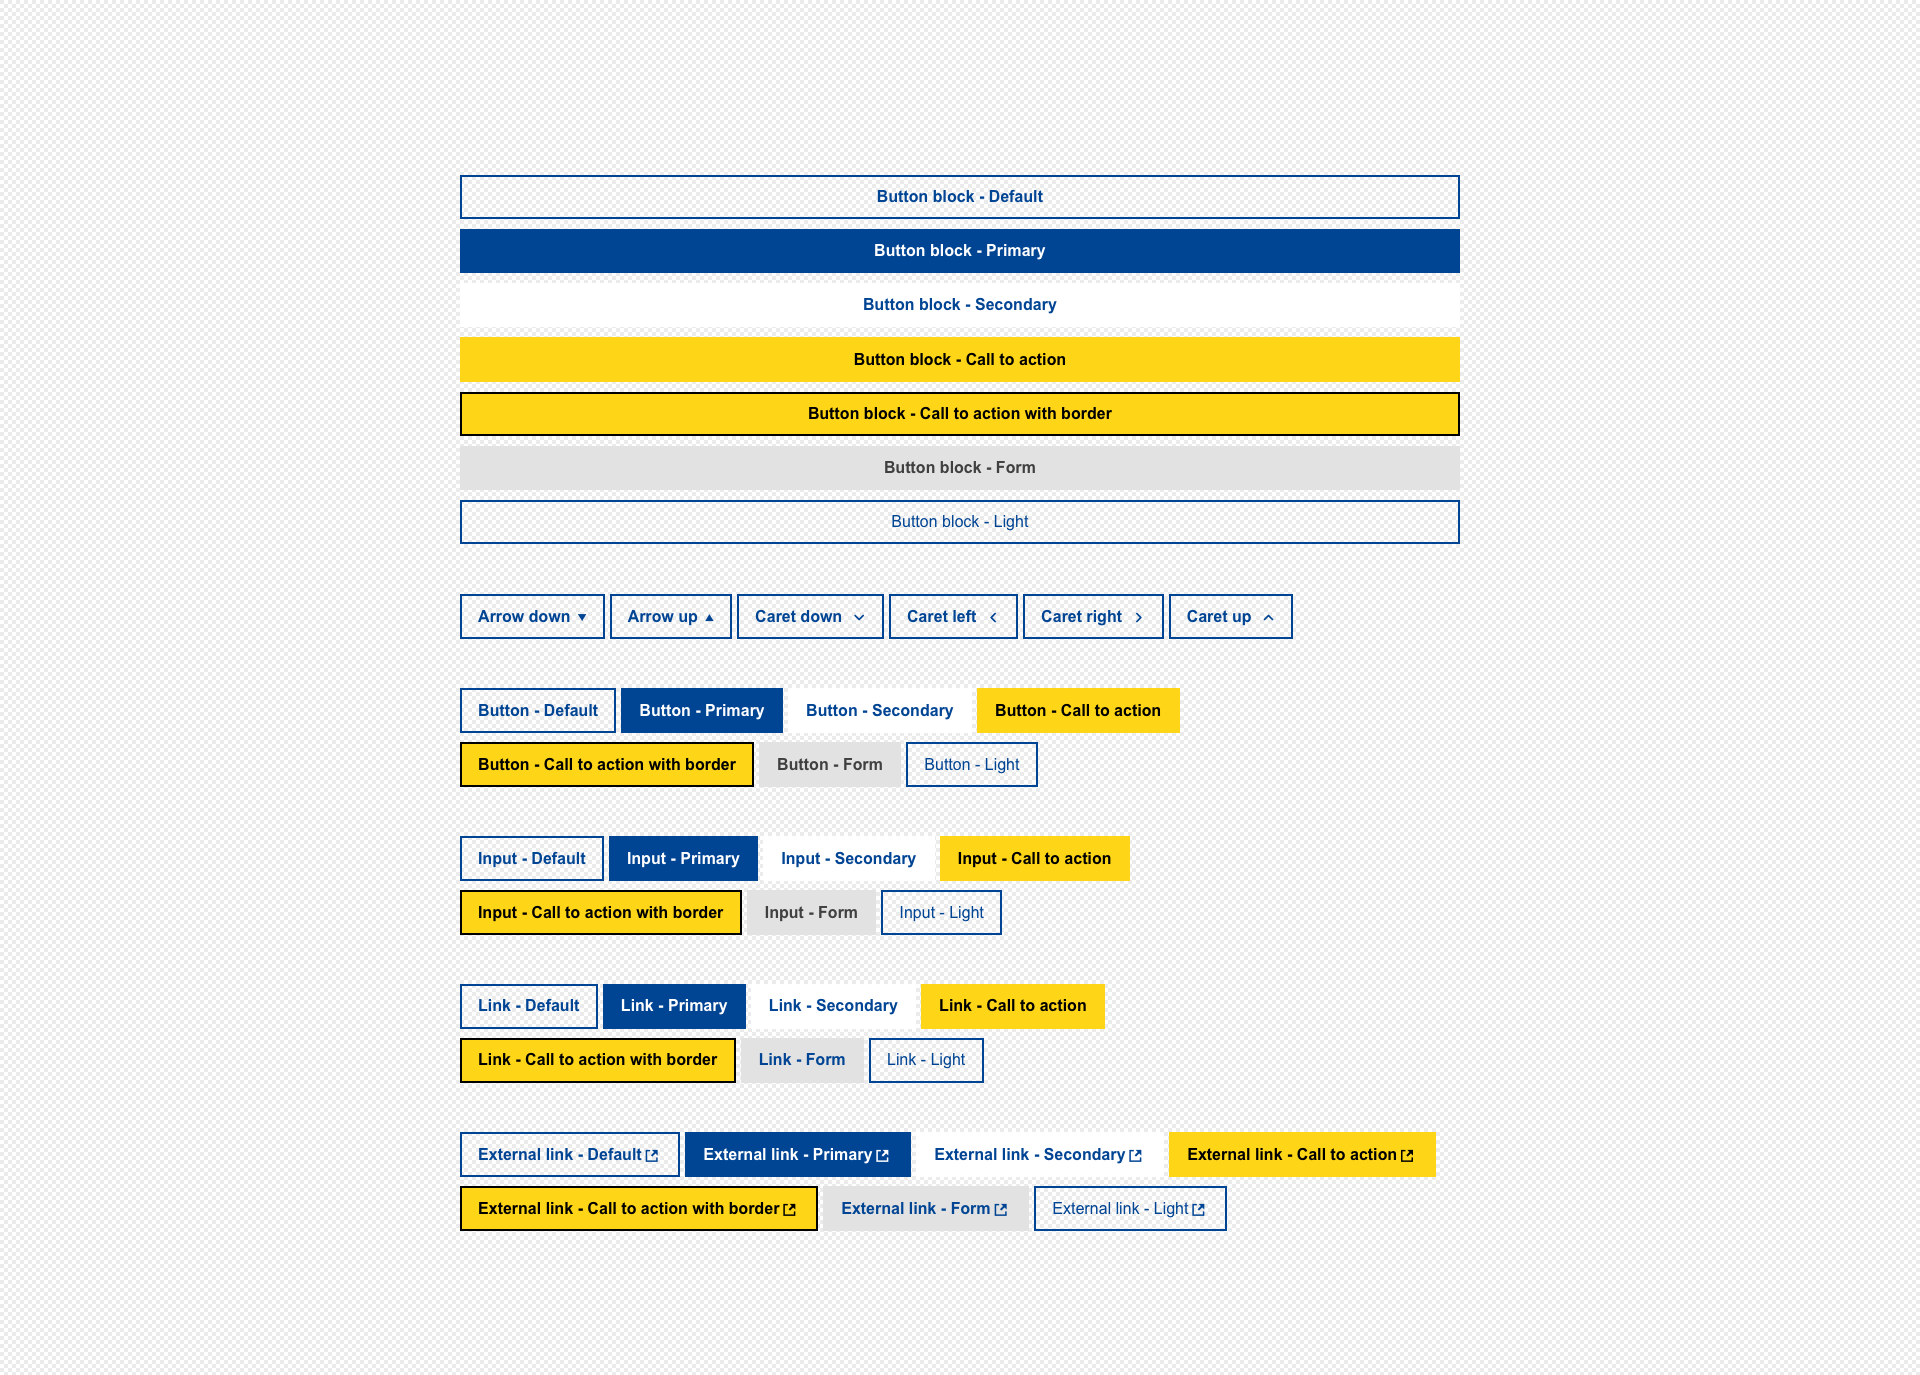 Button block - Default
Button block - Primary
Button block - Secondary
Button block - Call to action
Button block - Call to action with border
Button block - Form
Button block - Light
Arrow down Arrow up Caret down Caret left Caret right Caret up
Button - Default Button - Primary Button - Secondary Button - Call to action
Button - Call to action with border Button - Form Button - Light
Input - Default Input - Primary Input - Secondary Input - Call to action
Input - Call to action with border Input - Form Input - Light
Link - Default Link - Primary Link - Secondary Link - Call to action
Link - Call to action with border Link - Form Link - Light
External link - Default External link - Primary External link - Secondary External link - Call to action
External link - Call to action with border External link - Form External link - Light